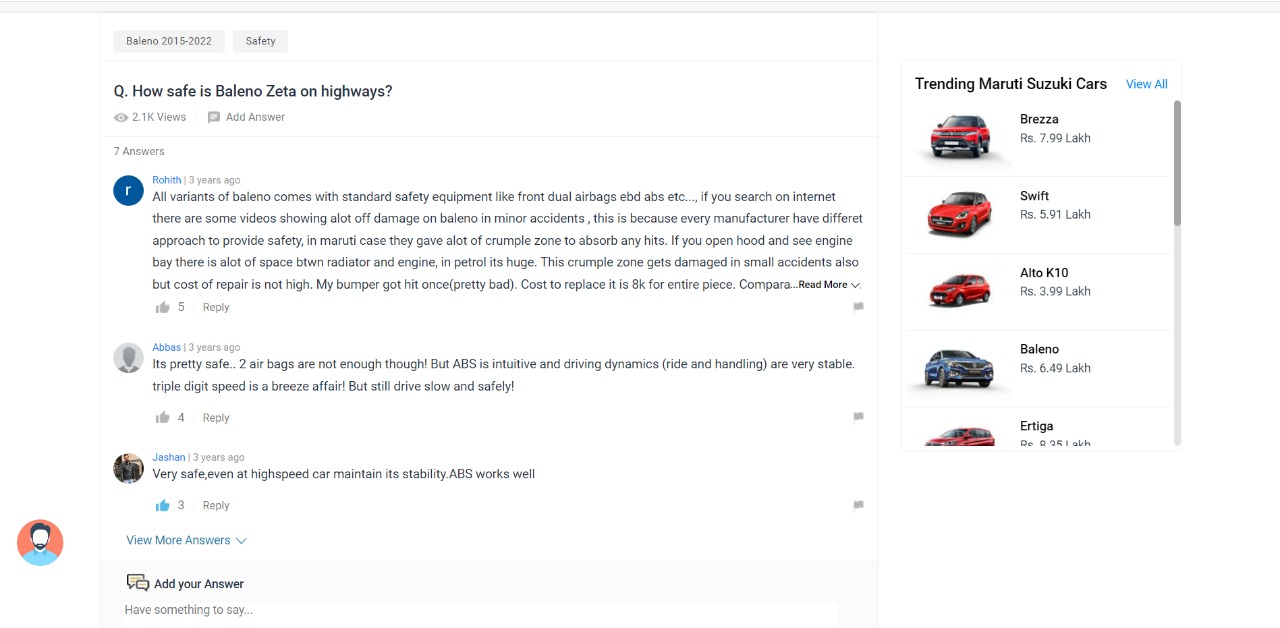 Baleno 2015-2022 Safety
Q. How safe is Baleno Zeta on highways?
2.1K Views Add Answer
7 Answers
r
Rohith | 3 years ago
All variants of baleno comes with standard safety equipment like front dual airbags ebd abs etc..., if you search on internet
there are some videos showing alot off damage on baleno in minor accidents , this is because every manufacturer have differet
approach to provide safety, in maruti case they gave alot of crumple zone to absorb any hits. If you open hood and see engine
bay there is alot of space btwn radiator and engine, in petrol its huge. This crumple zone gets damaged in small accidents also
but cost of repair is not high. My bumper got hit once(pretty bad). Cost to replace it is 8k for entire piece. Compara...Read More
5 Reply
Abbas | 3 years ago
Its pretty safe.. 2 air bags are not enough though! But ABS is intuitive and driving dynamics (ride and handling) are very stable.
triple digit speed is a breeze affair! But still drive slow and safely!
4 Reply
Jashan | 3 years ago
Very safe,even at highspeed car maintain its stability.ABS works well
3 Reply
View More Answers
Add your Answer
Have something to say...
Trending Maruti Suzuki Cars View All
Brezza
Rs. 7.99 Lakh
Swift
Rs. 5.91 Lakh
Alto K10
Rs. 3.99 Lakh
Baleno
Rs. 6.49 Lakh
Ertiga
Rs. 8.35 Lakh